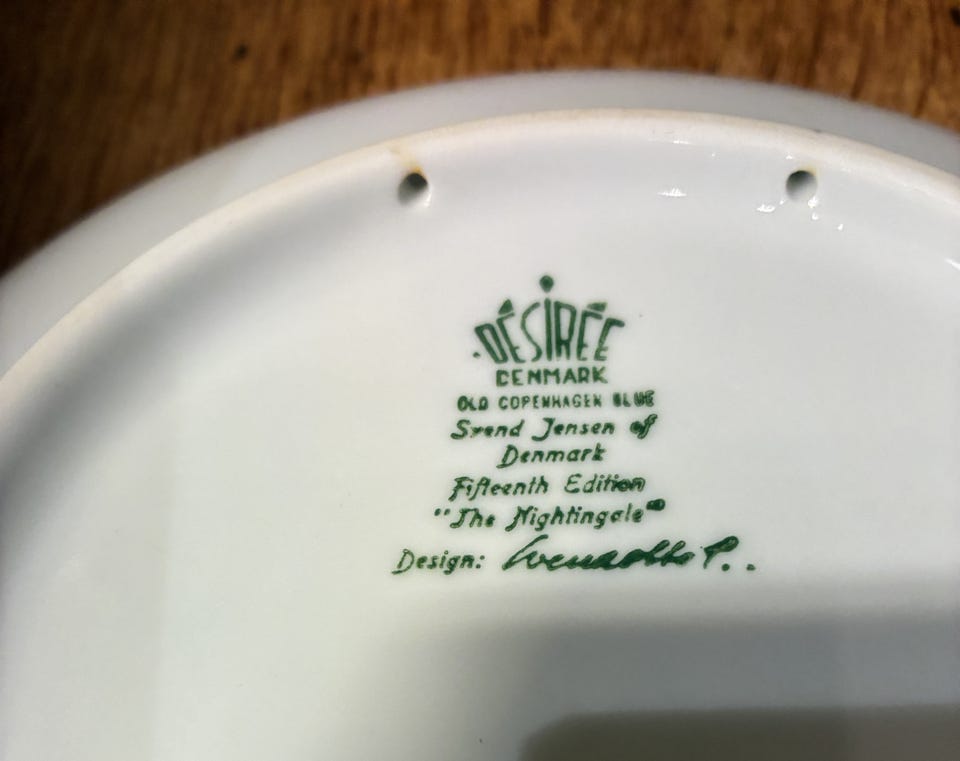 DÉSIRÉE
DENMARK
OLD COPENHAGEN BLUE
Svend Jensen of
Denmark
Fifteenth Edition
"The Nightingale"
Design: